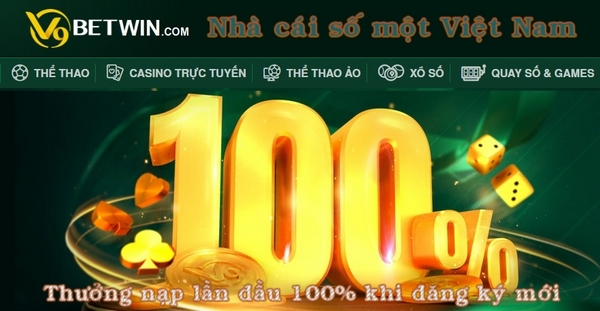 V9BETWIN.COM Nhà cái số một Việt Nam
THỂ THAO CASINO TRỰC TUYẾN THỂ THAO ẢO XỔ SỐ QUAY SỐ & GAMES
100%
V9
Thưởng nạp lần đầu 100% khi đăng ký mới